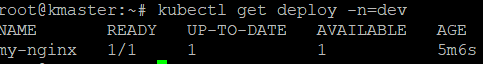 root@kmaster:~# kubectl get deploy -n=dev
NAME READY UP-TO-DATE AVAILABLE AGE
my-nginx 1/1 1 1 5m6s